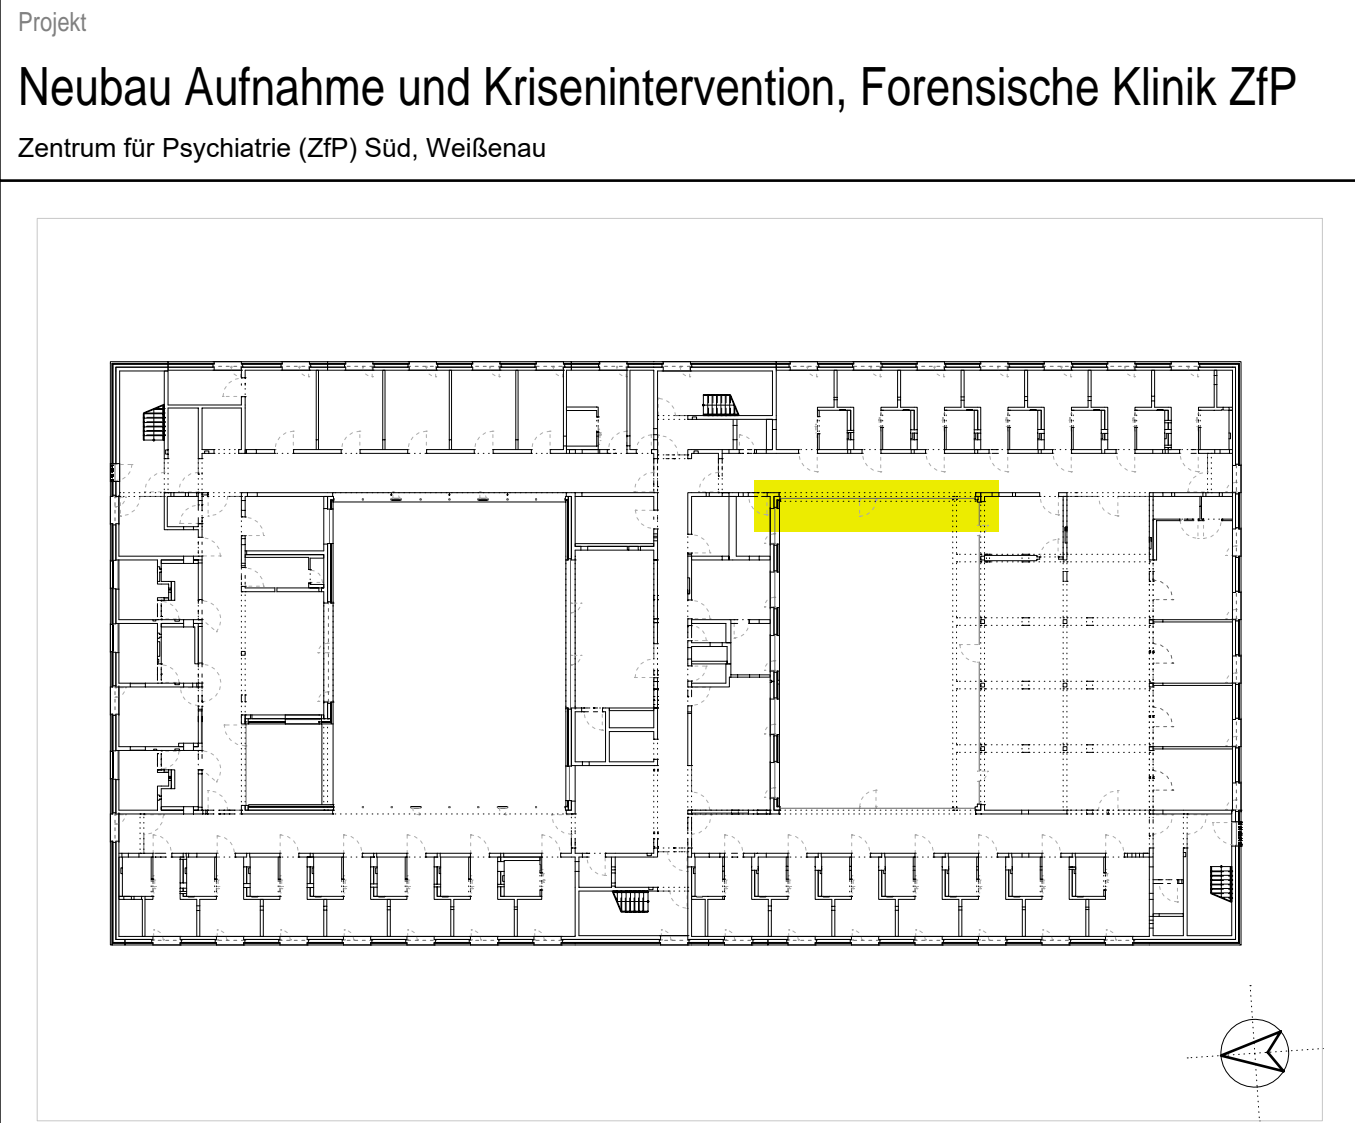 Projekt
Neubau Aufnahme und Krisenintervention, Forensische Klinik ZfP
Zentrum für Psychiatrie (ZfP) Süd, Weißenau